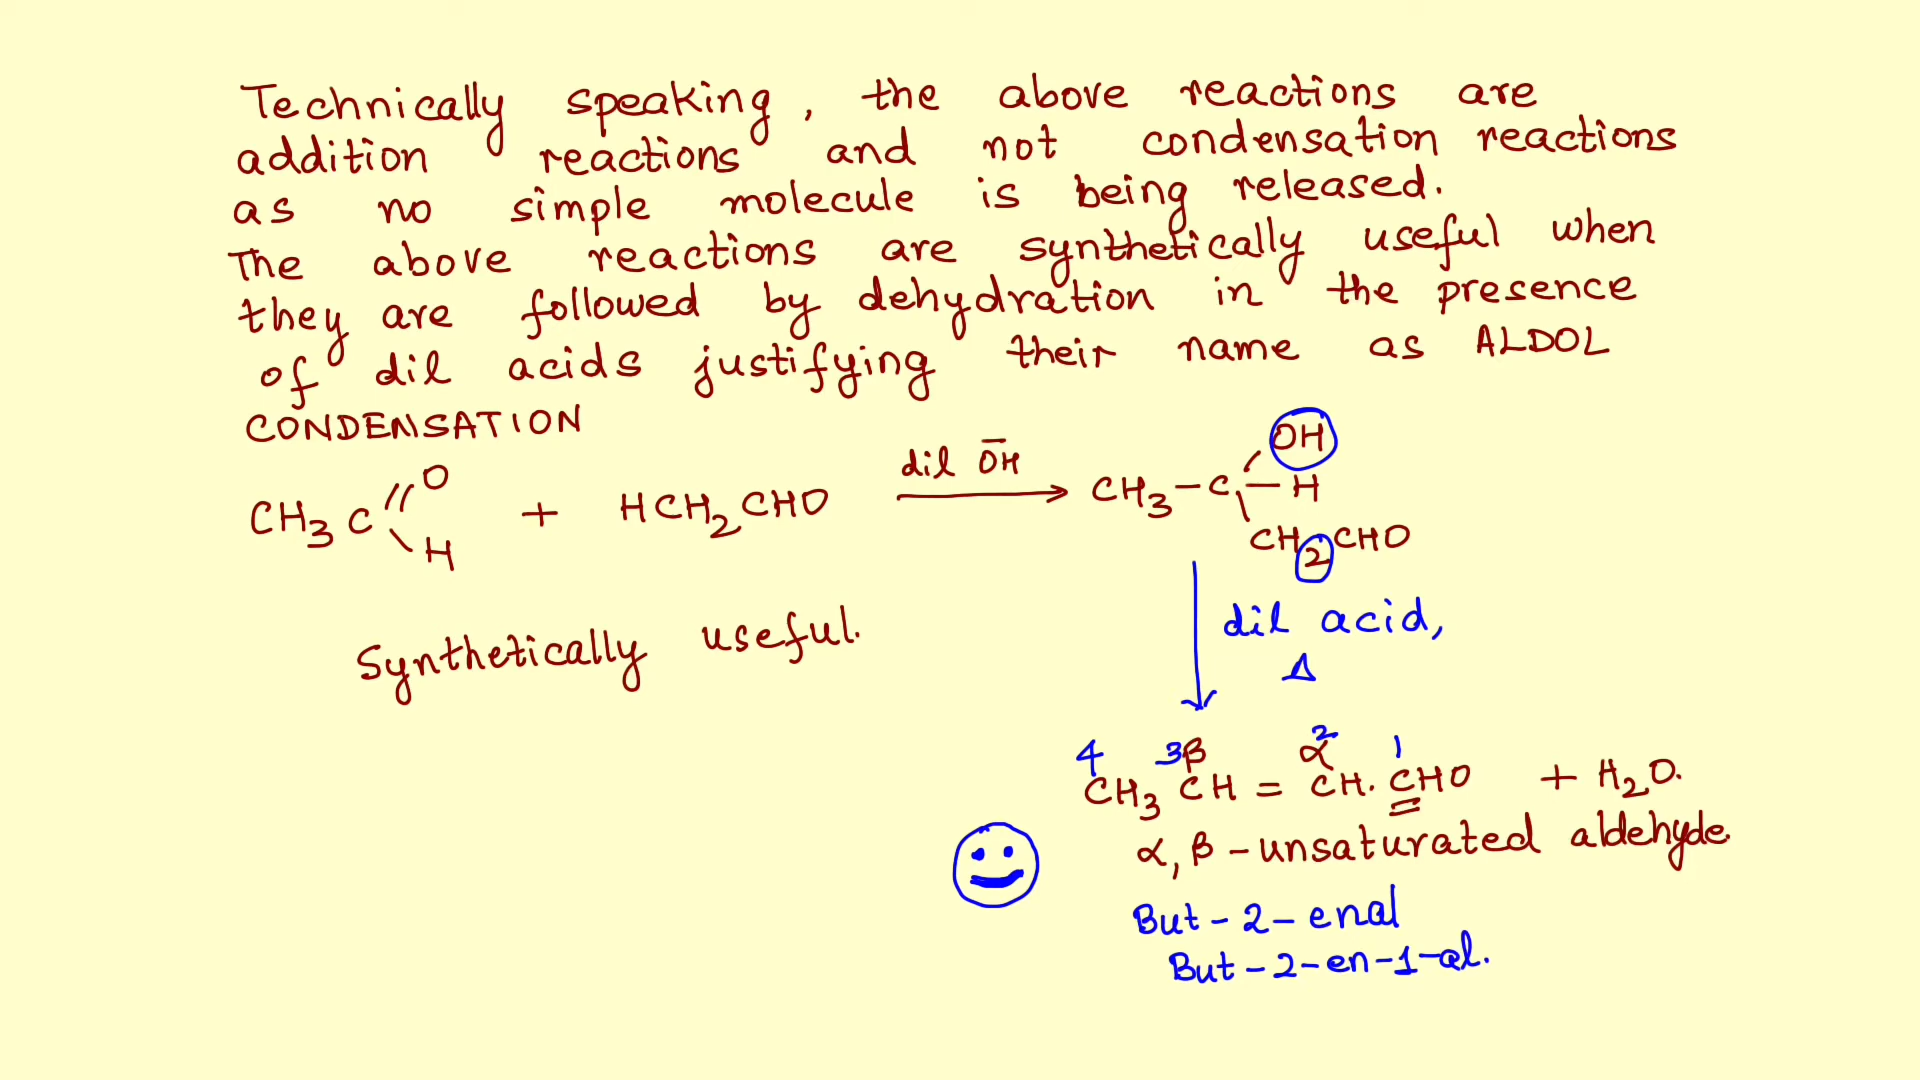 Technically speaking, the above reactions are
addition reactions and not condensation reactions
as no simple molecule is being released.
The above reactions are synthetically useful when
they are followed by dehydration in the presence
of dil acids justifying their name as ALDOL
CONDENSATION
OH
O
dil OH̅
CH₃ C + HCH₂CHO → CH₃ – C – H
H
CH₂CHO
dil acid,
Synthetically useful.
Δ
4 3β α2 1
CH₃ CH = CH. CHO + H₂O.
α, β – unsaturated aldehyde
But – 2 – enal
But – 2 – en – 1 – al.